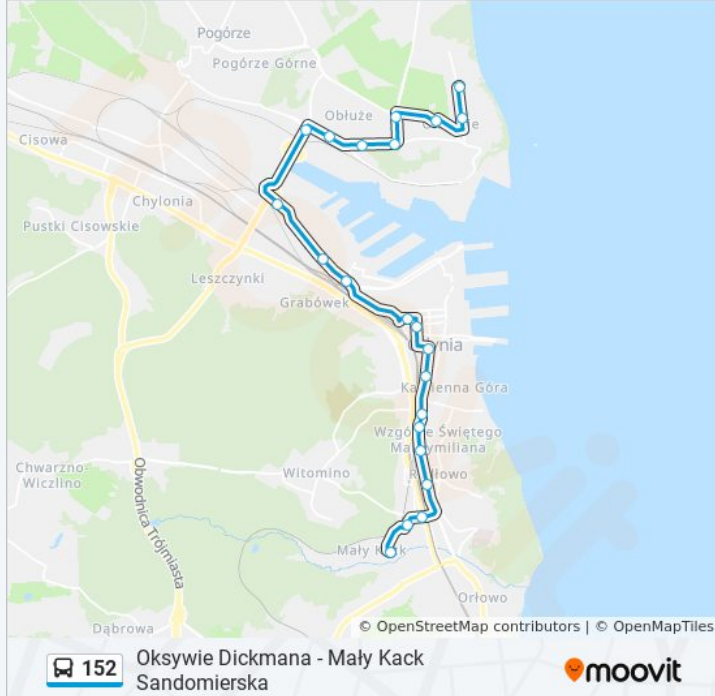 Pogórze
Pogórze Górne
Obłuże
Cisowa
Chylonia
Pustki Cisowskie
Leszczynki
Grabówek
Kamienna Góra
Wzgórze Świętego
Maksymiliana
Redłowo
Chwarzno-
Wiczlino
Witomino
Obwodnica Trójmiasta
Mały Kack
Orłowo
Dąbrowa
© OpenStreetMap contributors | © OpenMapTiles
152
Oksywie Dickmana - Mały Kack
Sandomierska
moovit